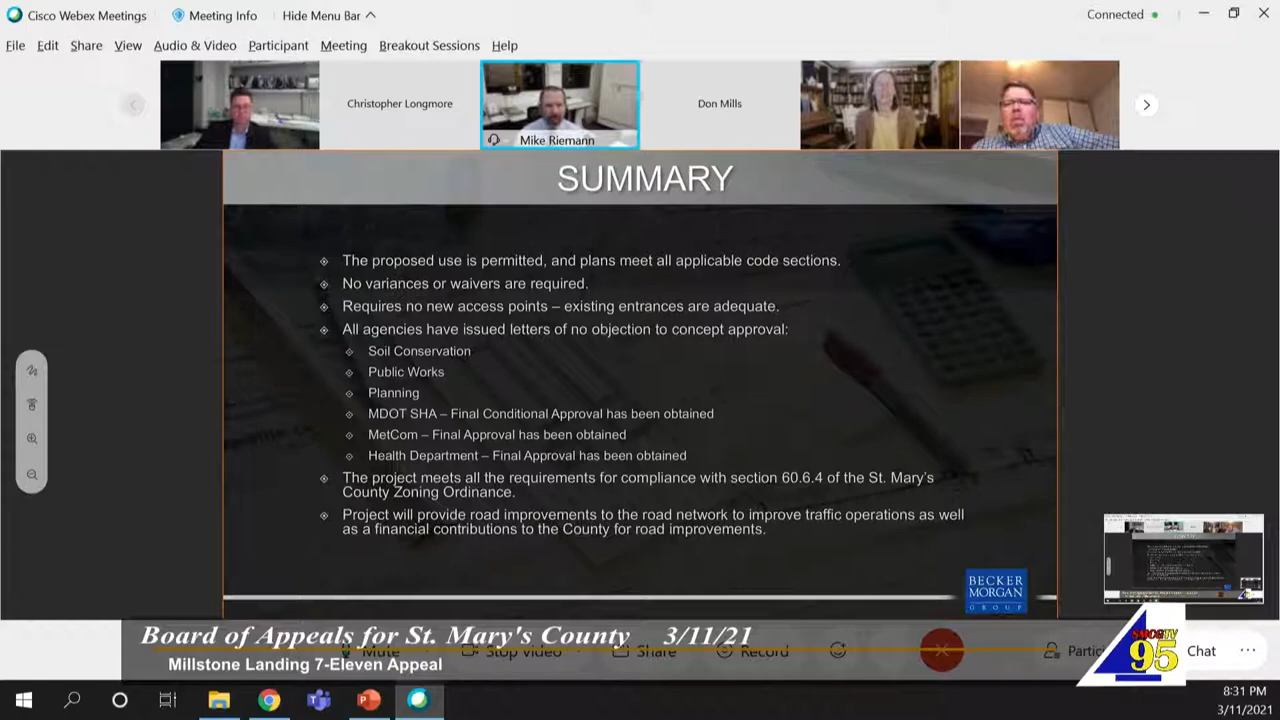 Cisco Webex Meetings
Meeting Info
Hide Menu Bar
Connected
File Edit Share View Audio & Video Participant Meeting Breakout Sessions Help
Christopher Longmore
Mike Riemann
Don Mills
SUMMARY
The proposed use is permitted, and plans meet all applicable code sections.
No variances or waivers are required.
Requires no new access points – existing entrances are adequate.
All agencies have issued letters of no objection to concept approval:
Soil Conservation
Public Works
Planning
MDOT SHA – Final Conditional Approval has been obtained
MetCom – Final Approval has been obtained
Health Department – Final Approval has been obtained
The project meets all the requirements for compliance with section 60.6.4 of the St. Mary's
County Zoning Ordinance.
Project will provide road improvements to the road network to improve traffic operations as well
as a financial contributions to the County for road improvements.
BECKER
MORGAN
GROUP
Board of Appeals for St. Mary's County 3/11/21
Mute Stop video Share Record
Chat
Millstone Landing 7-Eleven Appeal
SMCGTV
95
8:31 PM
3/11/2021